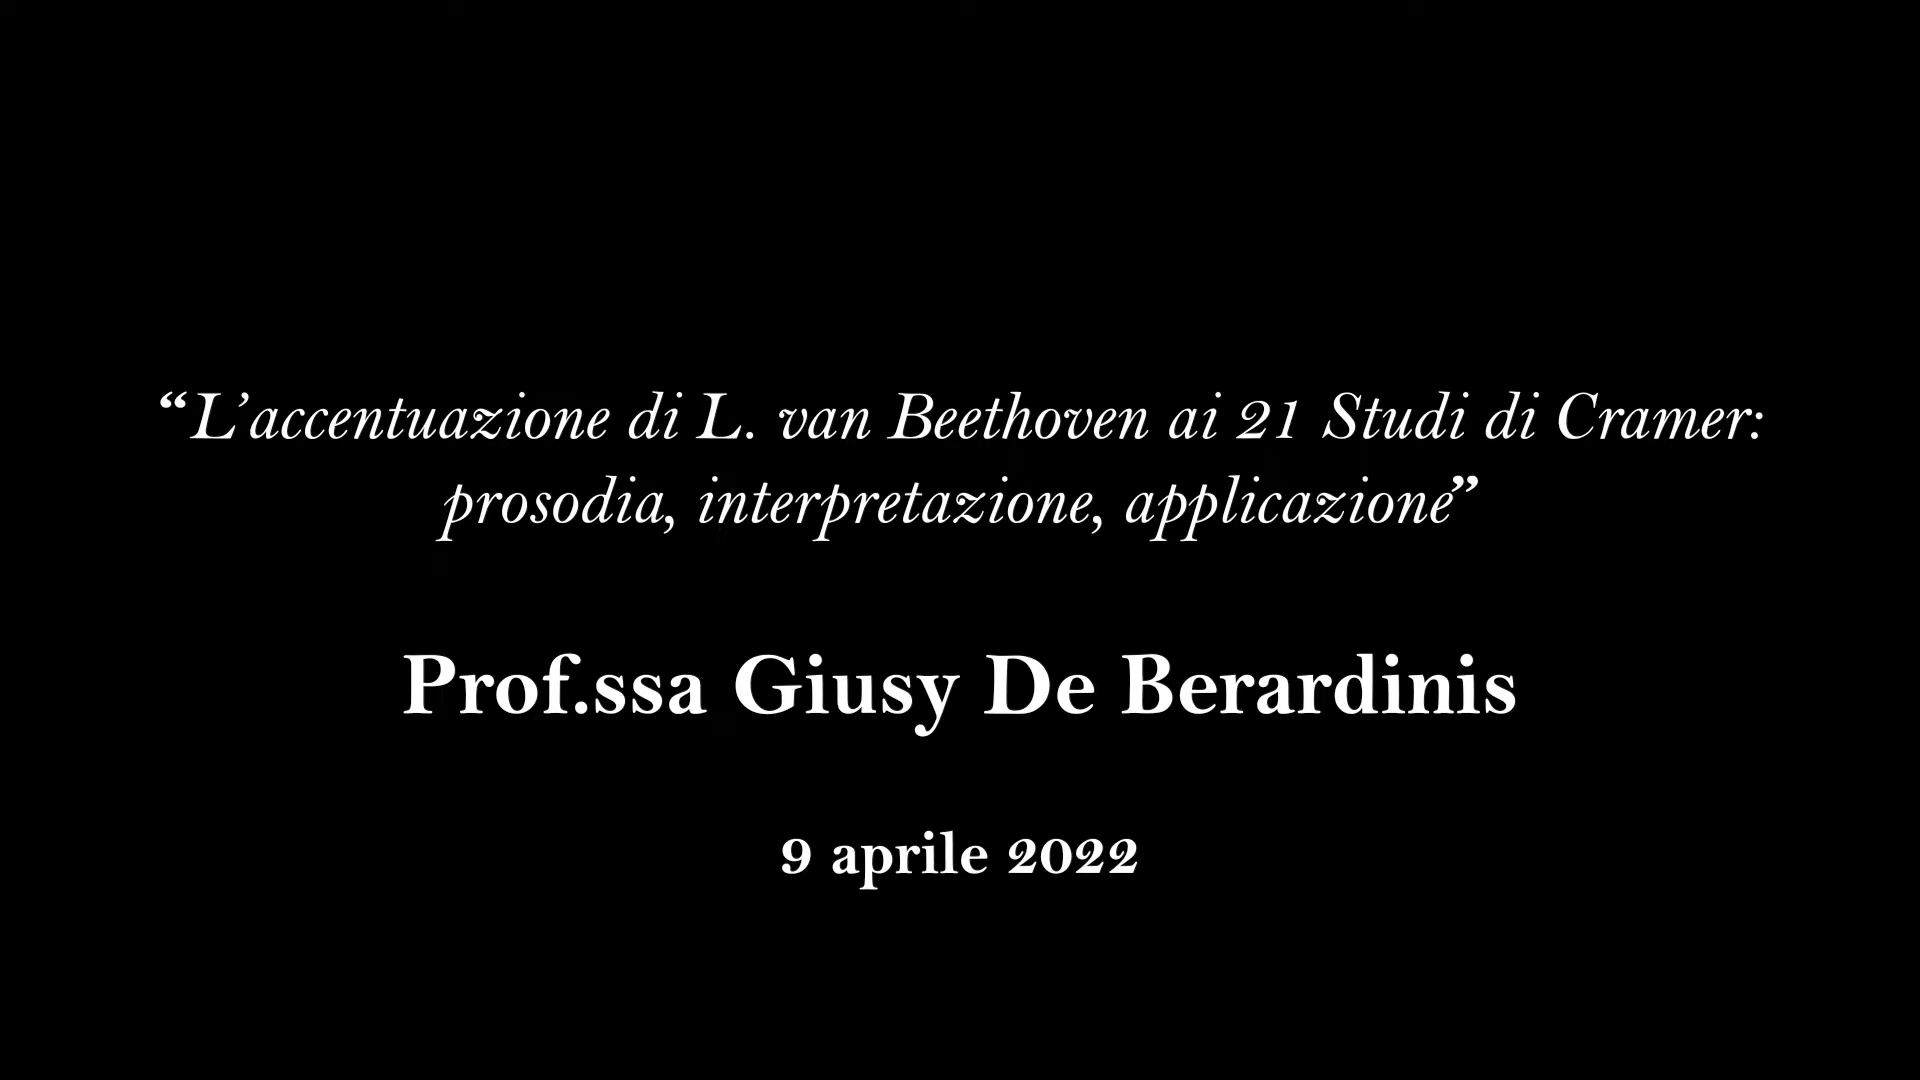 “L’accentuazione di L. van Beethoven ai 21 Studi di Cramer:
prosodia, interpretazione, applicazione”
Prof.ssa Giusy De Berardinis
9 aprile 2022